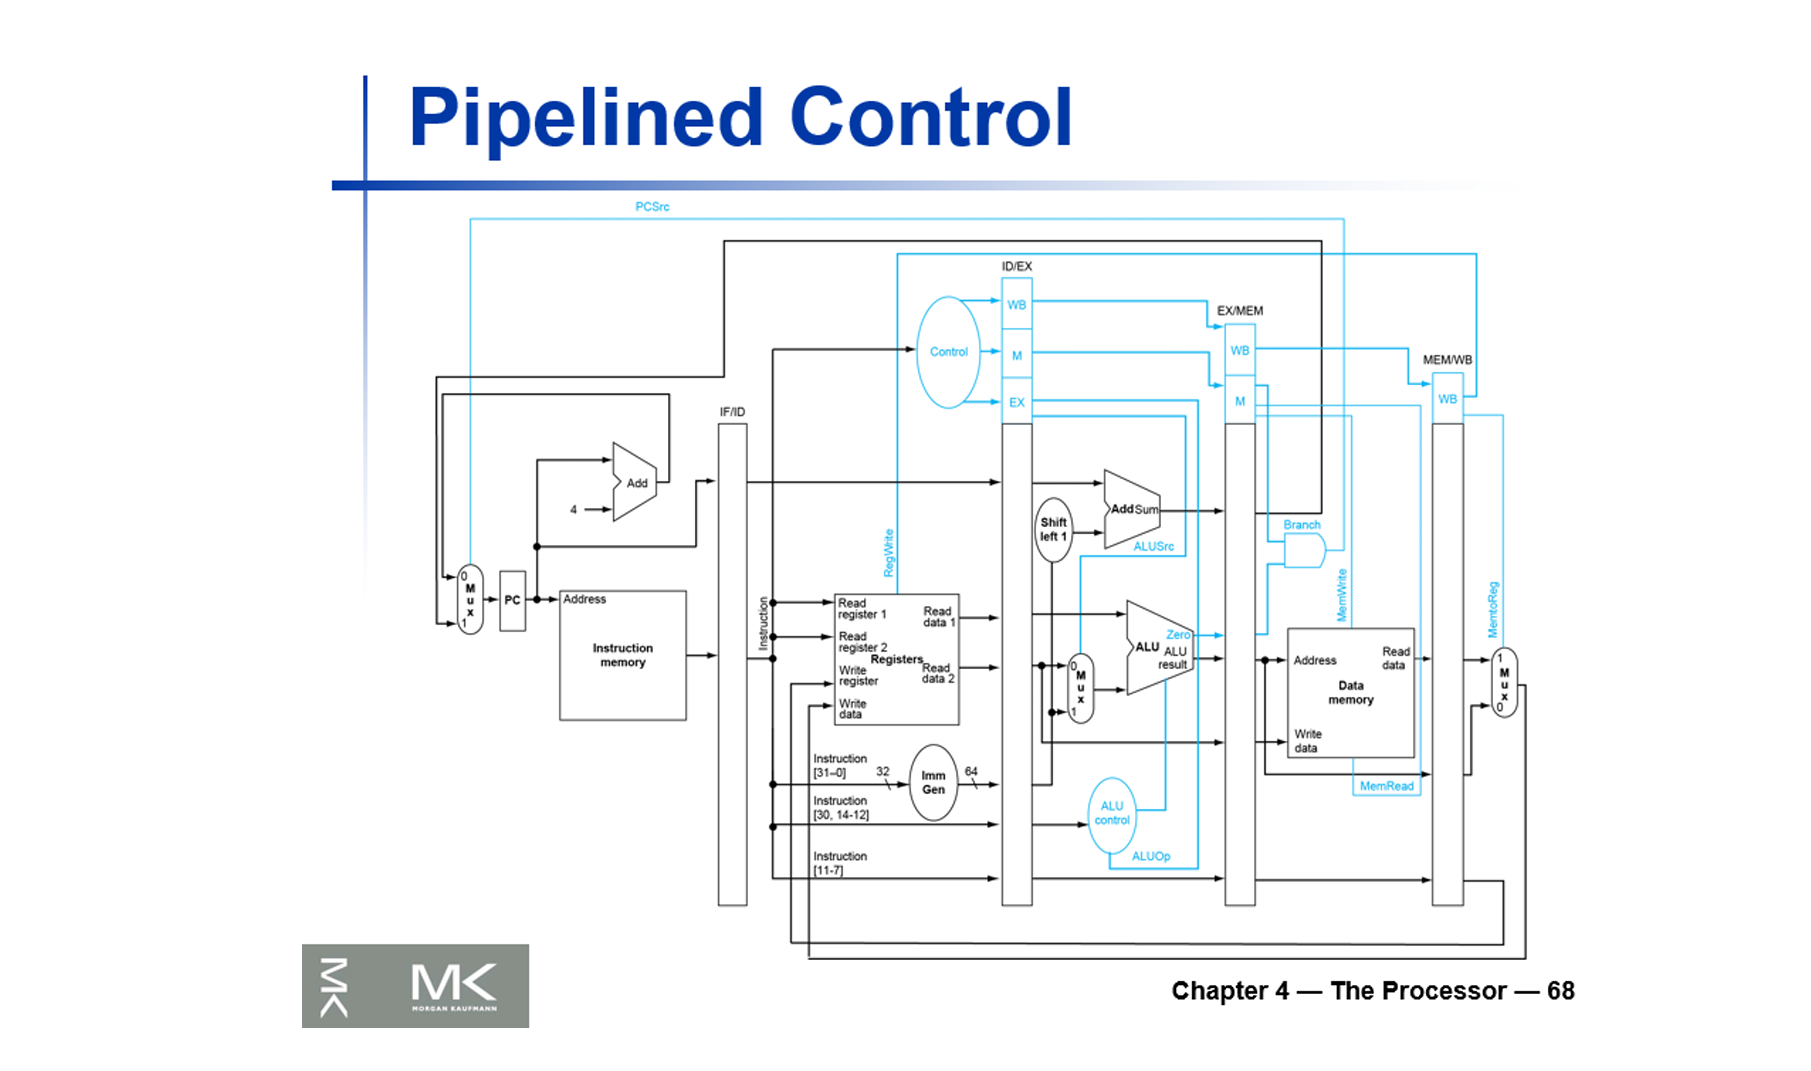 Pipelined Control
PCSrc
ID/EX
WB
EX/MEM
Control
M
WB
MEM/WB
EX
M
WB
IF/ID
Add
4
Shift
left 1
Add Sum
Branch
ALUSrc
RegWrite
MemWrite
MemtoReg
0
M
u
x
1
PC
Address
Instruction
memory
Instruction
Read
register 1
Read
data 1
Read
register 2
Registers
Read
data 2
Write
register
Write
data
0
M
u
x
1
Zero
ALU
ALU
result
Address
Read
data
Data
memory
Write
data
1
M
u
x
0
Instruction
[31–0]
32
Imm
Gen
64
MemRead
Instruction
[30, 14-12]
ALU
control
Instruction
[11-7]
ALUOp
MK
MK
MORGAN KAUFMANN
Chapter 4 — The Processor — 68